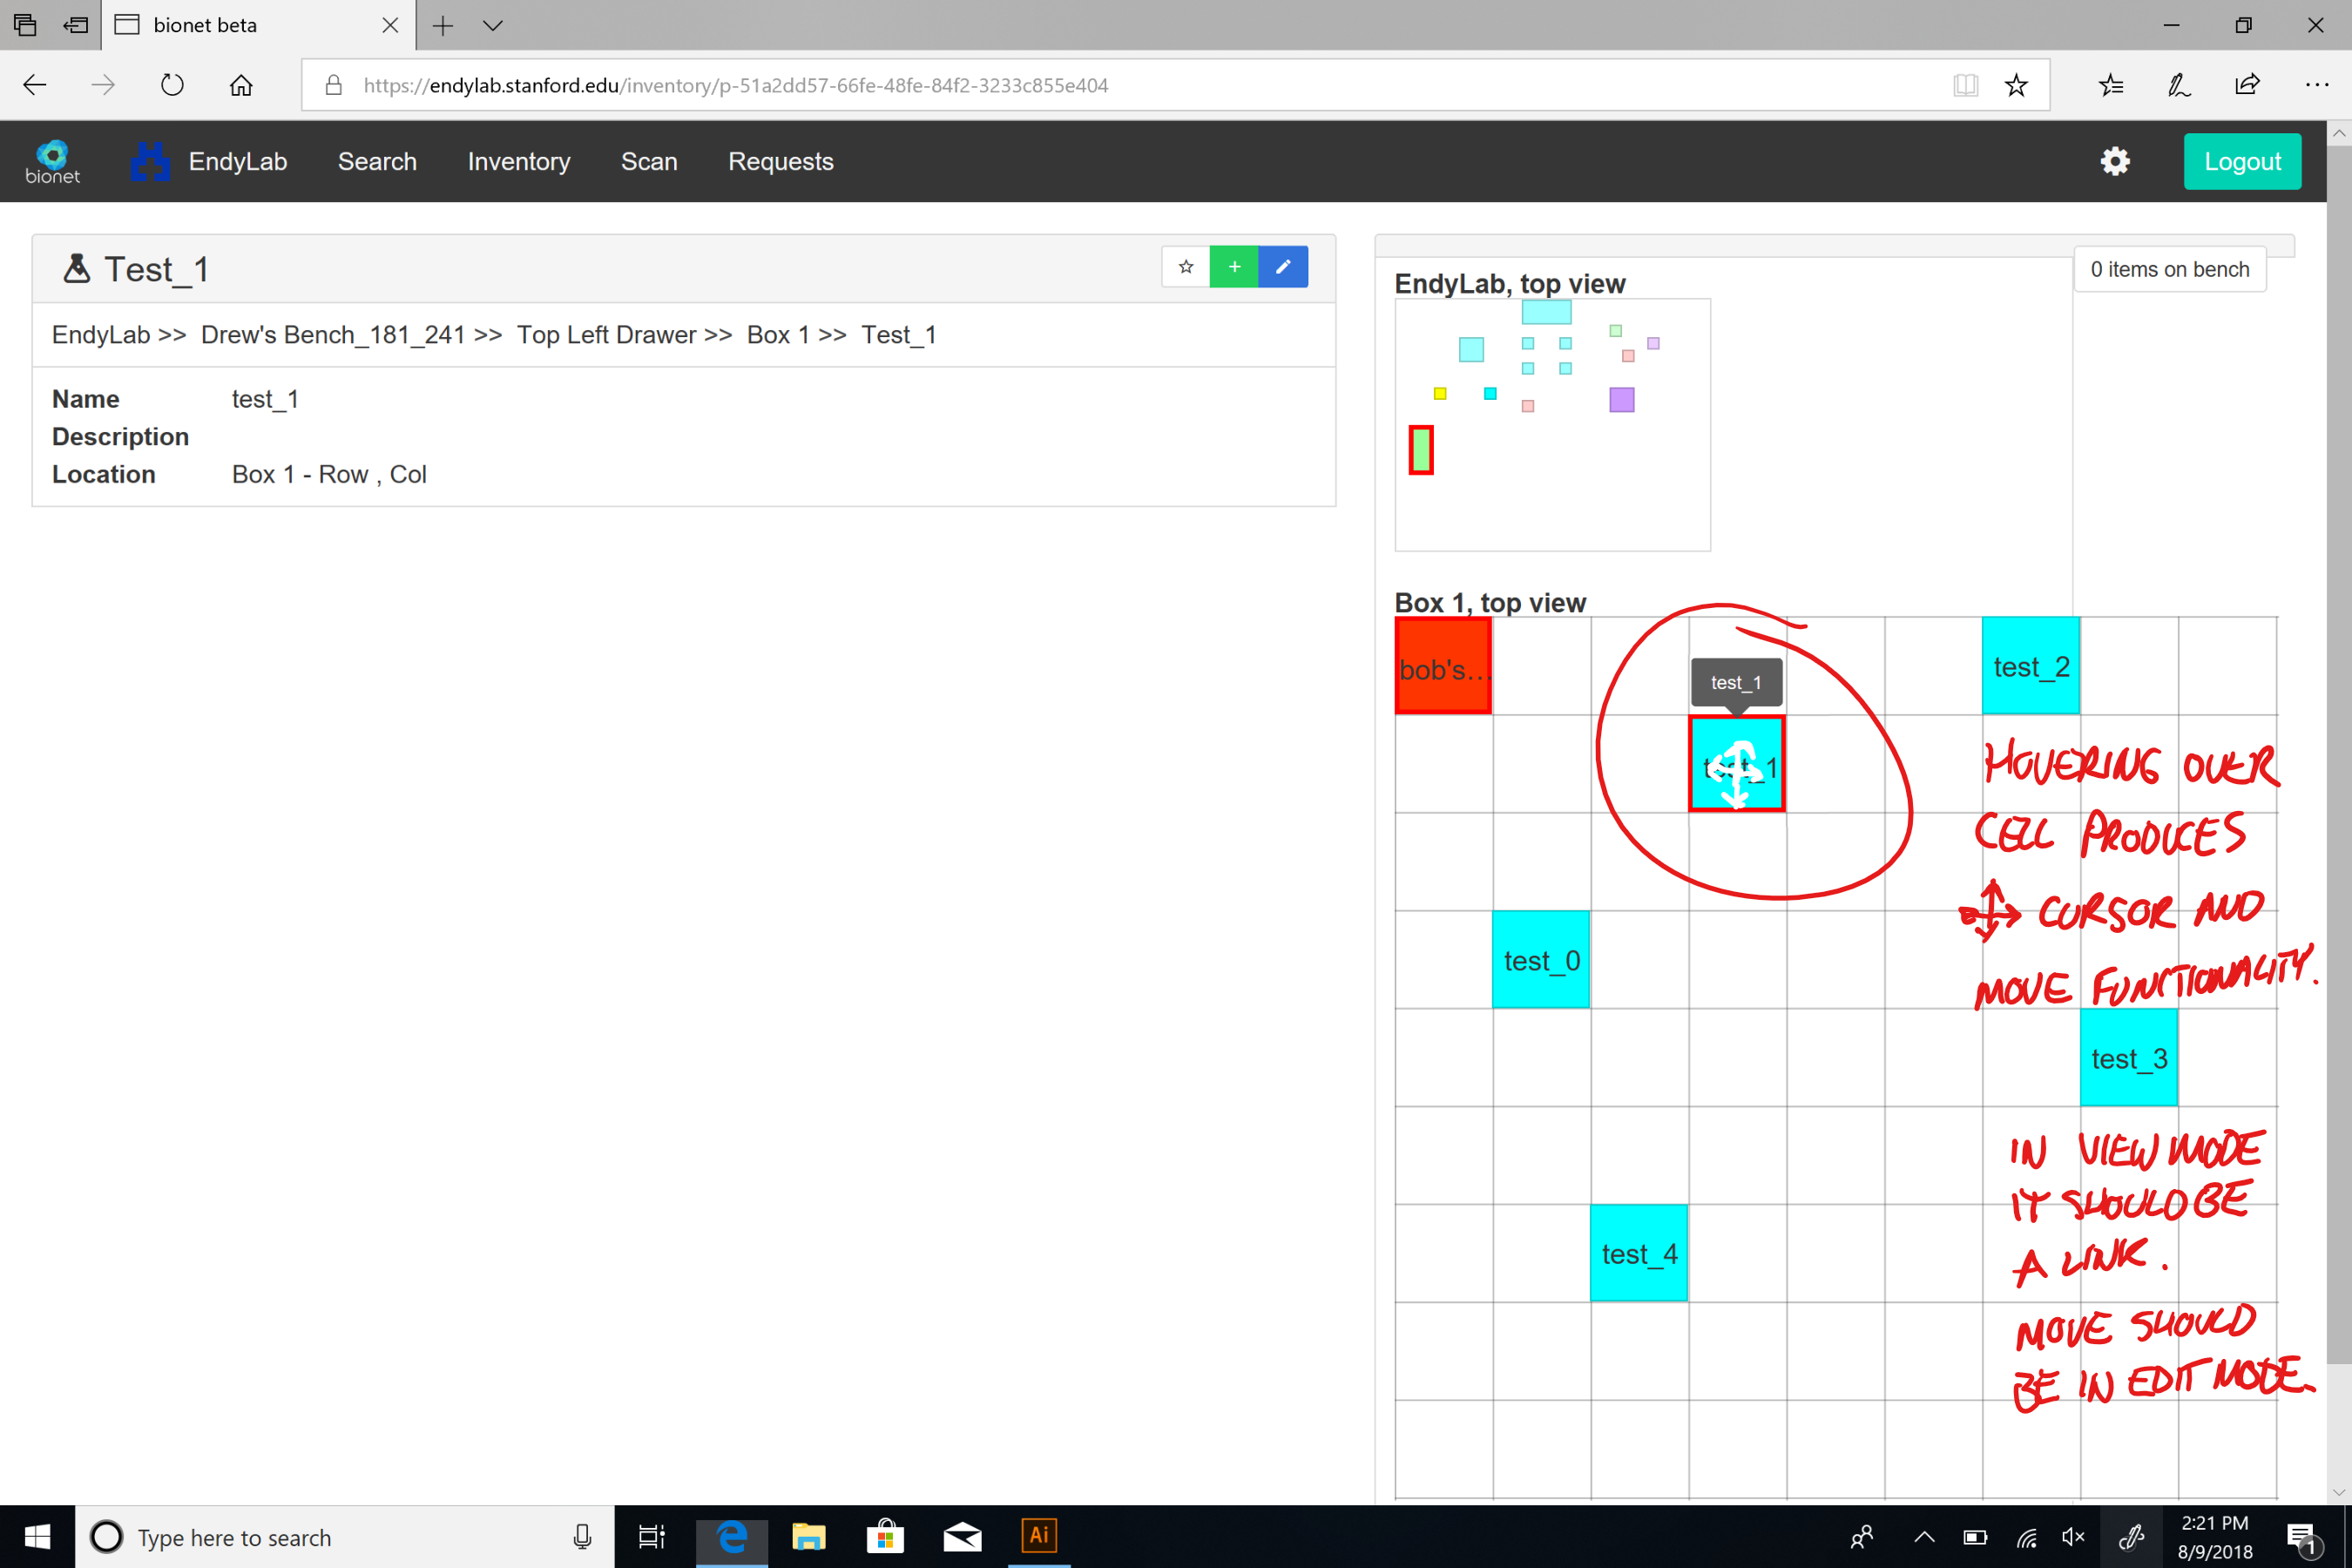 bionet beta
https://endylab.stanford.edu/inventory/p-51a2dd57-66fe-48fe-84f2-3233c855e404
bionet
EndyLab
Search
Inventory
Scan
Requests
Logout
Test_1
EndyLab >> Drew's Bench_181_241 >> Top Left Drawer >> Box 1 >> Test_1
Name test_1
Description
Location Box 1 - Row , Col
0 items on bench
EndyLab, top view
Box 1, top view
bob's...
test_2
test_1
test_1
HOVERING OVER
CELL PRODUCES
CURSOR AND
MOVE FUNCTIONALITY.
test_0
test_3
IN VIEW MODE
IT SHOULD BE
A LINK.
test_4
MOVE SHOULD
BE IN EDIT MODE.
Type here to search
Ai
2:21 PM
8/9/2018
1